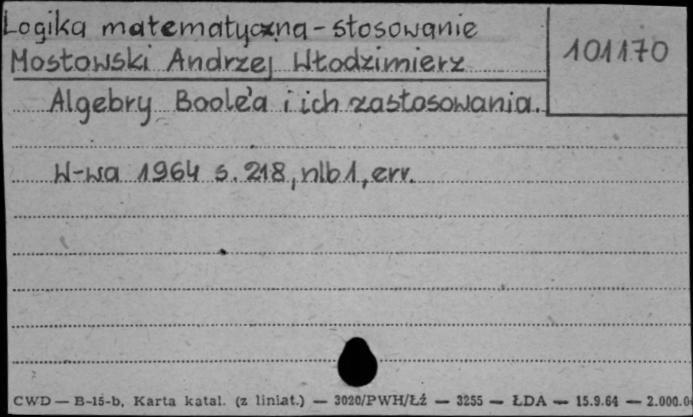 Logika matematyczna - stosowanie
Mostowski Andrzej Włodzimierz
101170
Algebry Boole'a i ich zastosowania.
W-wa 1964 s. 218, nlb 1, err.
CWD — B-15-b, Karta katal. (z liniat.) — 3020/PWH/Łź — 3255 — ŁDA — 15.9.64 — 2.000.0